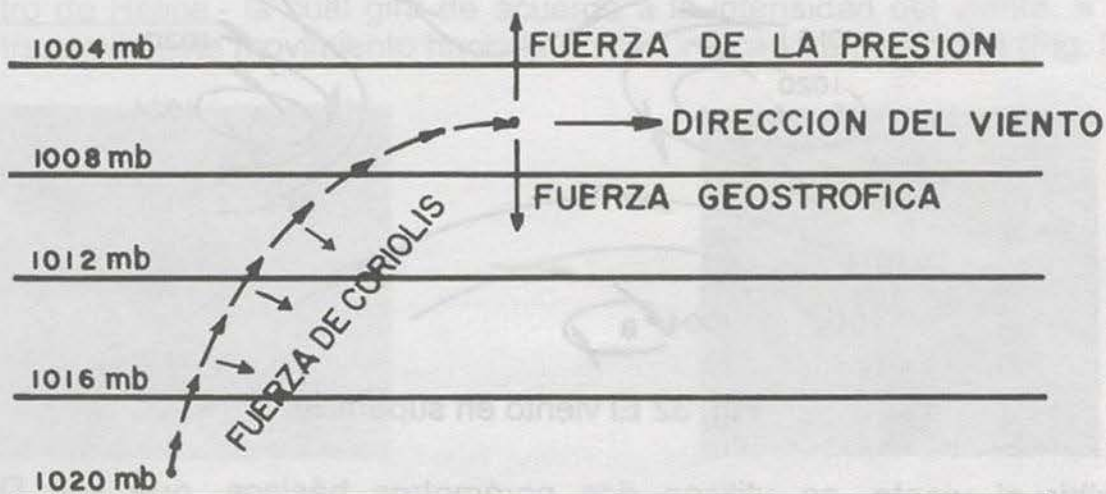 1004 mb
FUERZA DE LA PRESION
DIRECCION DEL VIENTO
1008 mb
FUERZA GEOSTROFICA
1012 mb
FUERZA DE CORIOLIS
1016 mb
1020 mb